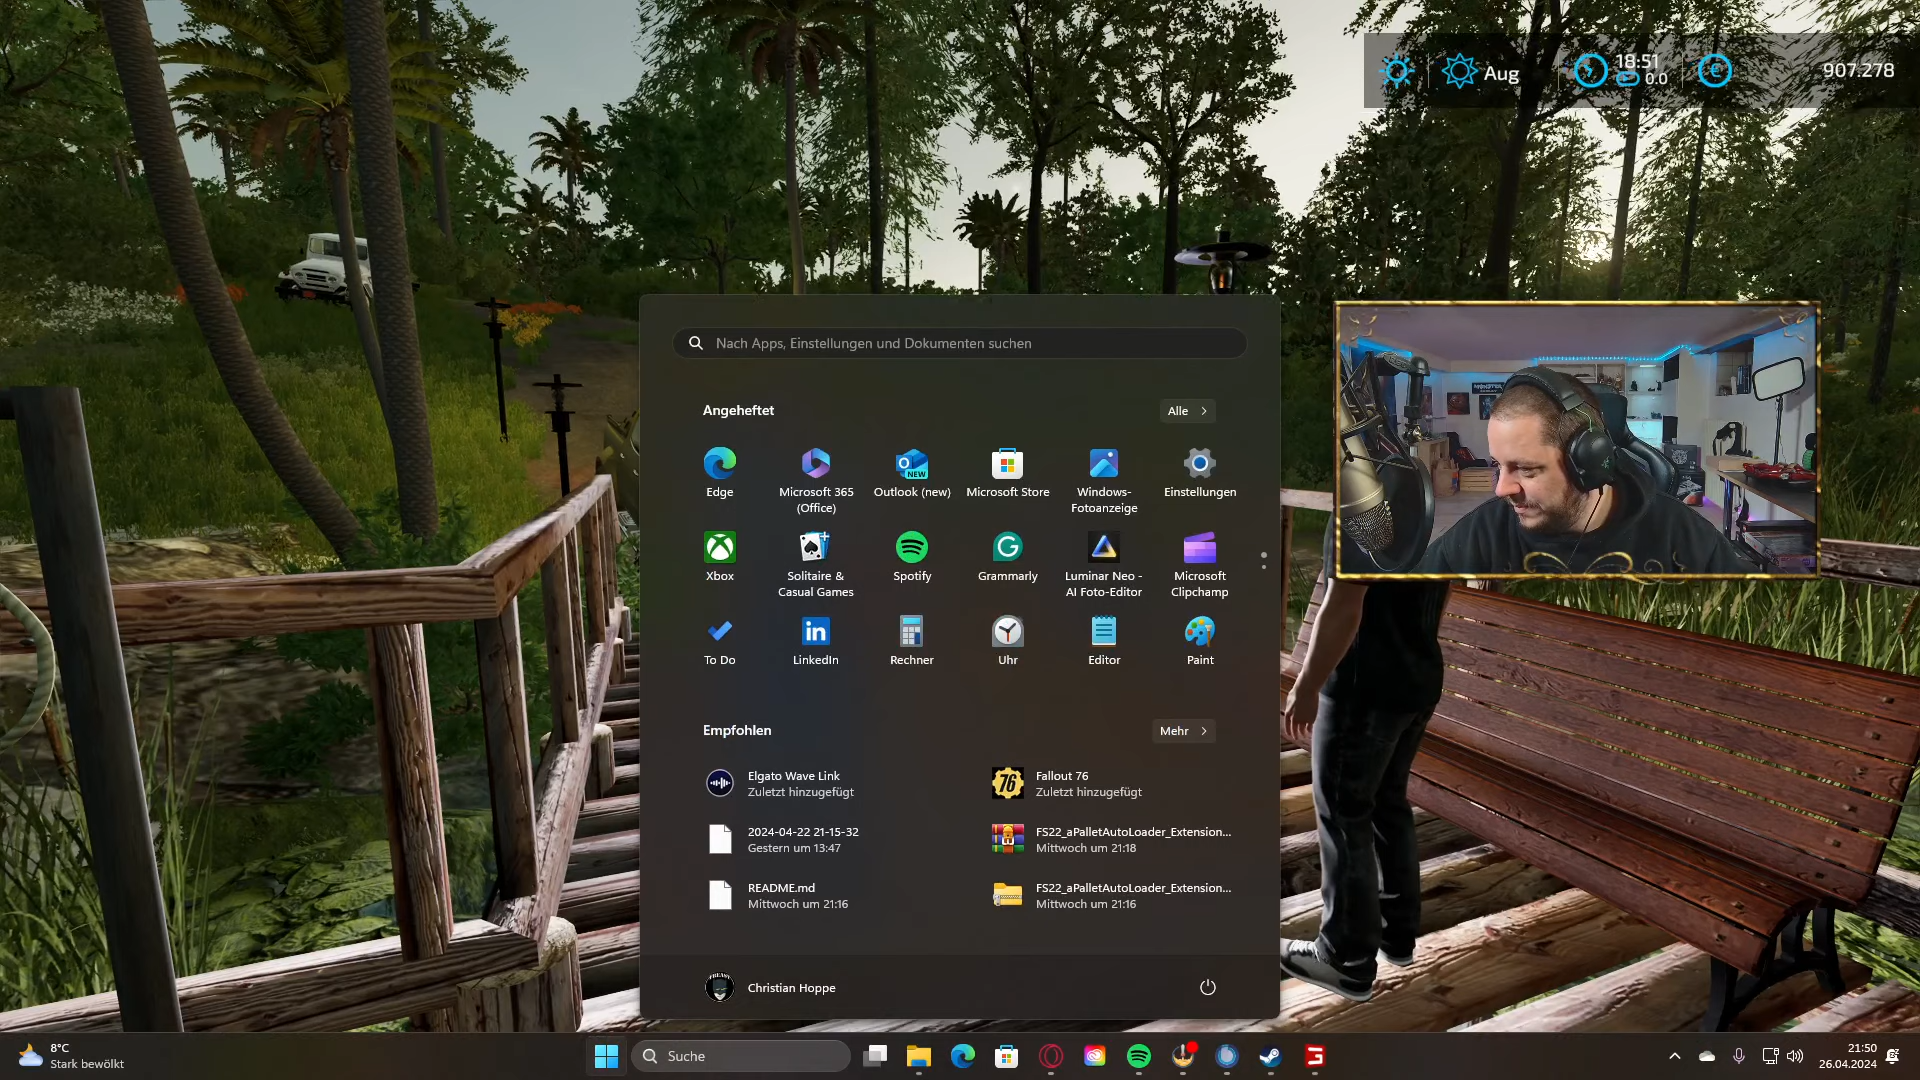 Aug
18:51
0.0
907.278
Nach Apps, Einstellungen und Dokumenten suchen
Angeheftet
Alle
Edge
Microsoft 365
(Office)
Outlook (new)
Microsoft Store
Windows-
Fotoanzeige
Einstellungen
Xbox
Solitaire &
Casual Games
Spotify
Grammarly
Luminar Neo -
AI Foto-Editor
Microsoft
Clipchamp
To Do
LinkedIn
Rechner
Uhr
Editor
Paint
Empfohlen
Mehr
Elgato Wave Link
Zuletzt hinzugefügt
Fallout 76
Zuletzt hinzugefügt
2024-04-22 21-15-32
Gestern um 13:47
FS22_aPalletAutoLoader_Extension...
Mittwoch um 21:18
README.md
Mittwoch um 21:16
FS22_aPalletAutoLoader_Extension...
Mittwoch um 21:16
Christian Hoppe
8°C
Stark bewölkt
Suche
21:50
26.04.2024